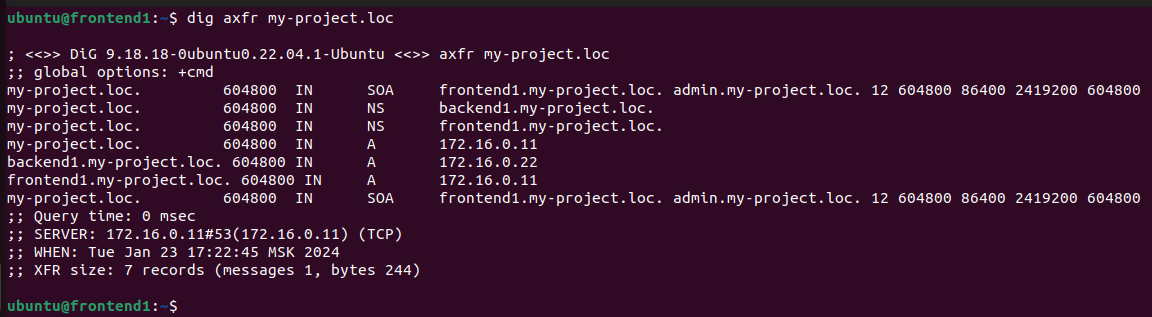 ubuntu@frontend1:~$ dig axfr my-project.loc
; <<>> DiG 9.18.18-0ubuntu0.22.04.1-Ubuntu <<>> axfr my-project.loc
;; global options: +cmd
my-project.loc. 604800 IN SOA frontend1.my-project.loc. admin.my-project.loc. 12 604800 86400 2419200 604800
my-project.loc. 604800 IN NS backend1.my-project.loc.
my-project.loc. 604800 IN NS frontend1.my-project.loc.
my-project.loc. 604800 IN A 172.16.0.11
backend1.my-project.loc. 604800 IN A 172.16.0.22
frontend1.my-project.loc. 604800 IN A 172.16.0.11
my-project.loc. 604800 IN SOA frontend1.my-project.loc. admin.my-project.loc. 12 604800 86400 2419200 604800
;; Query time: 0 msec
;; SERVER: 172.16.0.11#53(172.16.0.11) (TCP)
;; WHEN: Tue Jan 23 17:22:45 MSK 2024
;; XFR size: 7 records (messages 1, bytes 244)
ubuntu@frontend1:~$